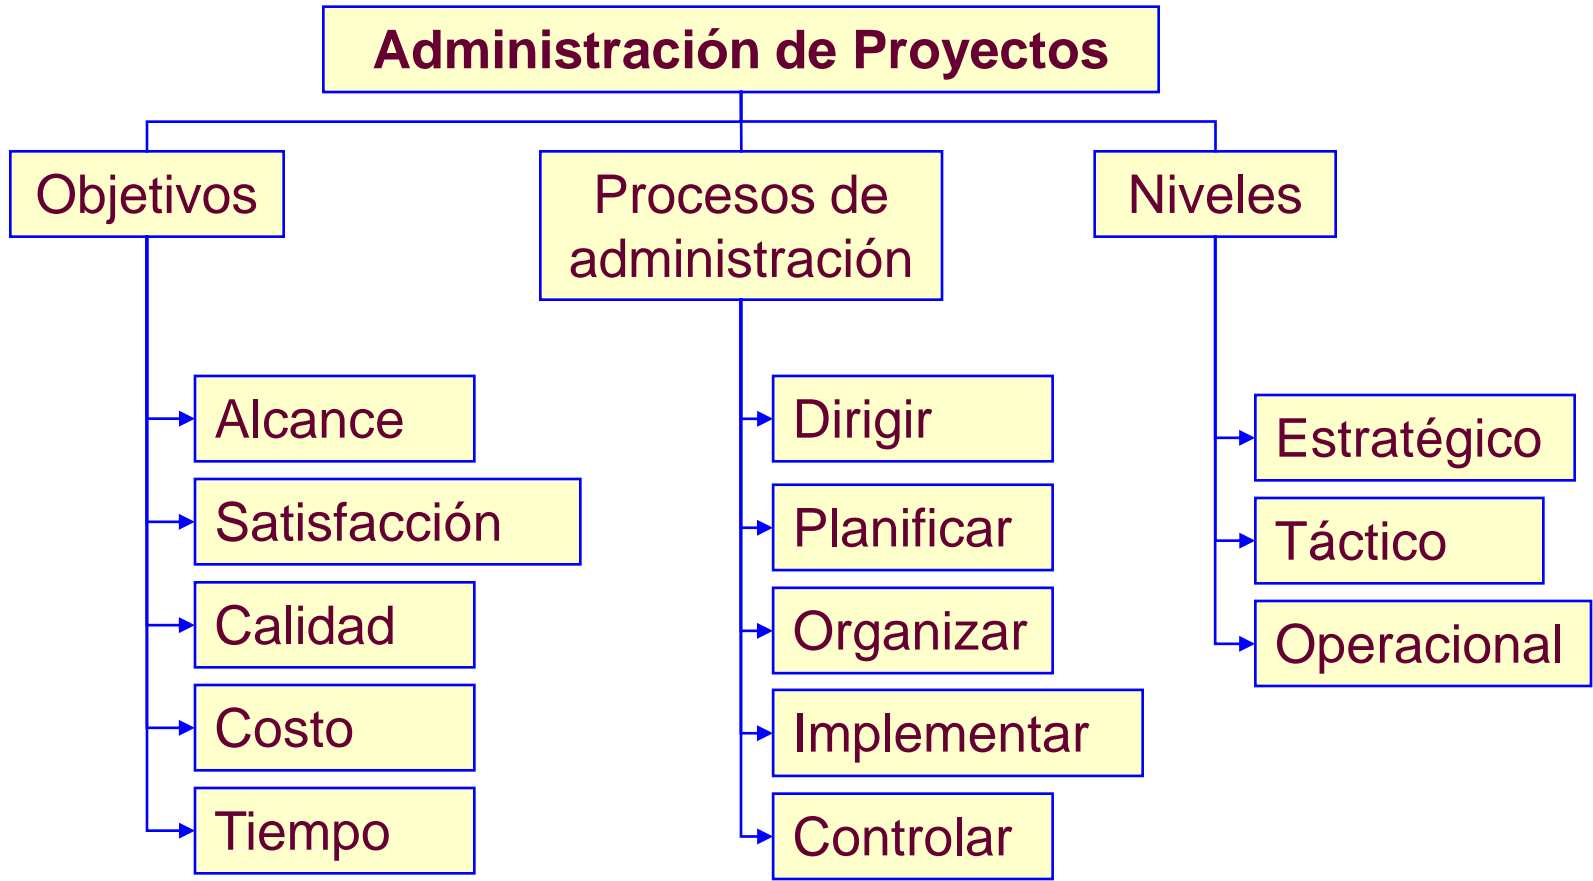 Administración de Proyectos
Objetivos
Procesos de
administración
Niveles
Alcance
Satisfacción
Calidad
Costo
Tiempo
Dirigir
Planificar
Organizar
Implementar
Controlar
Estratégico
Táctico
Operacional